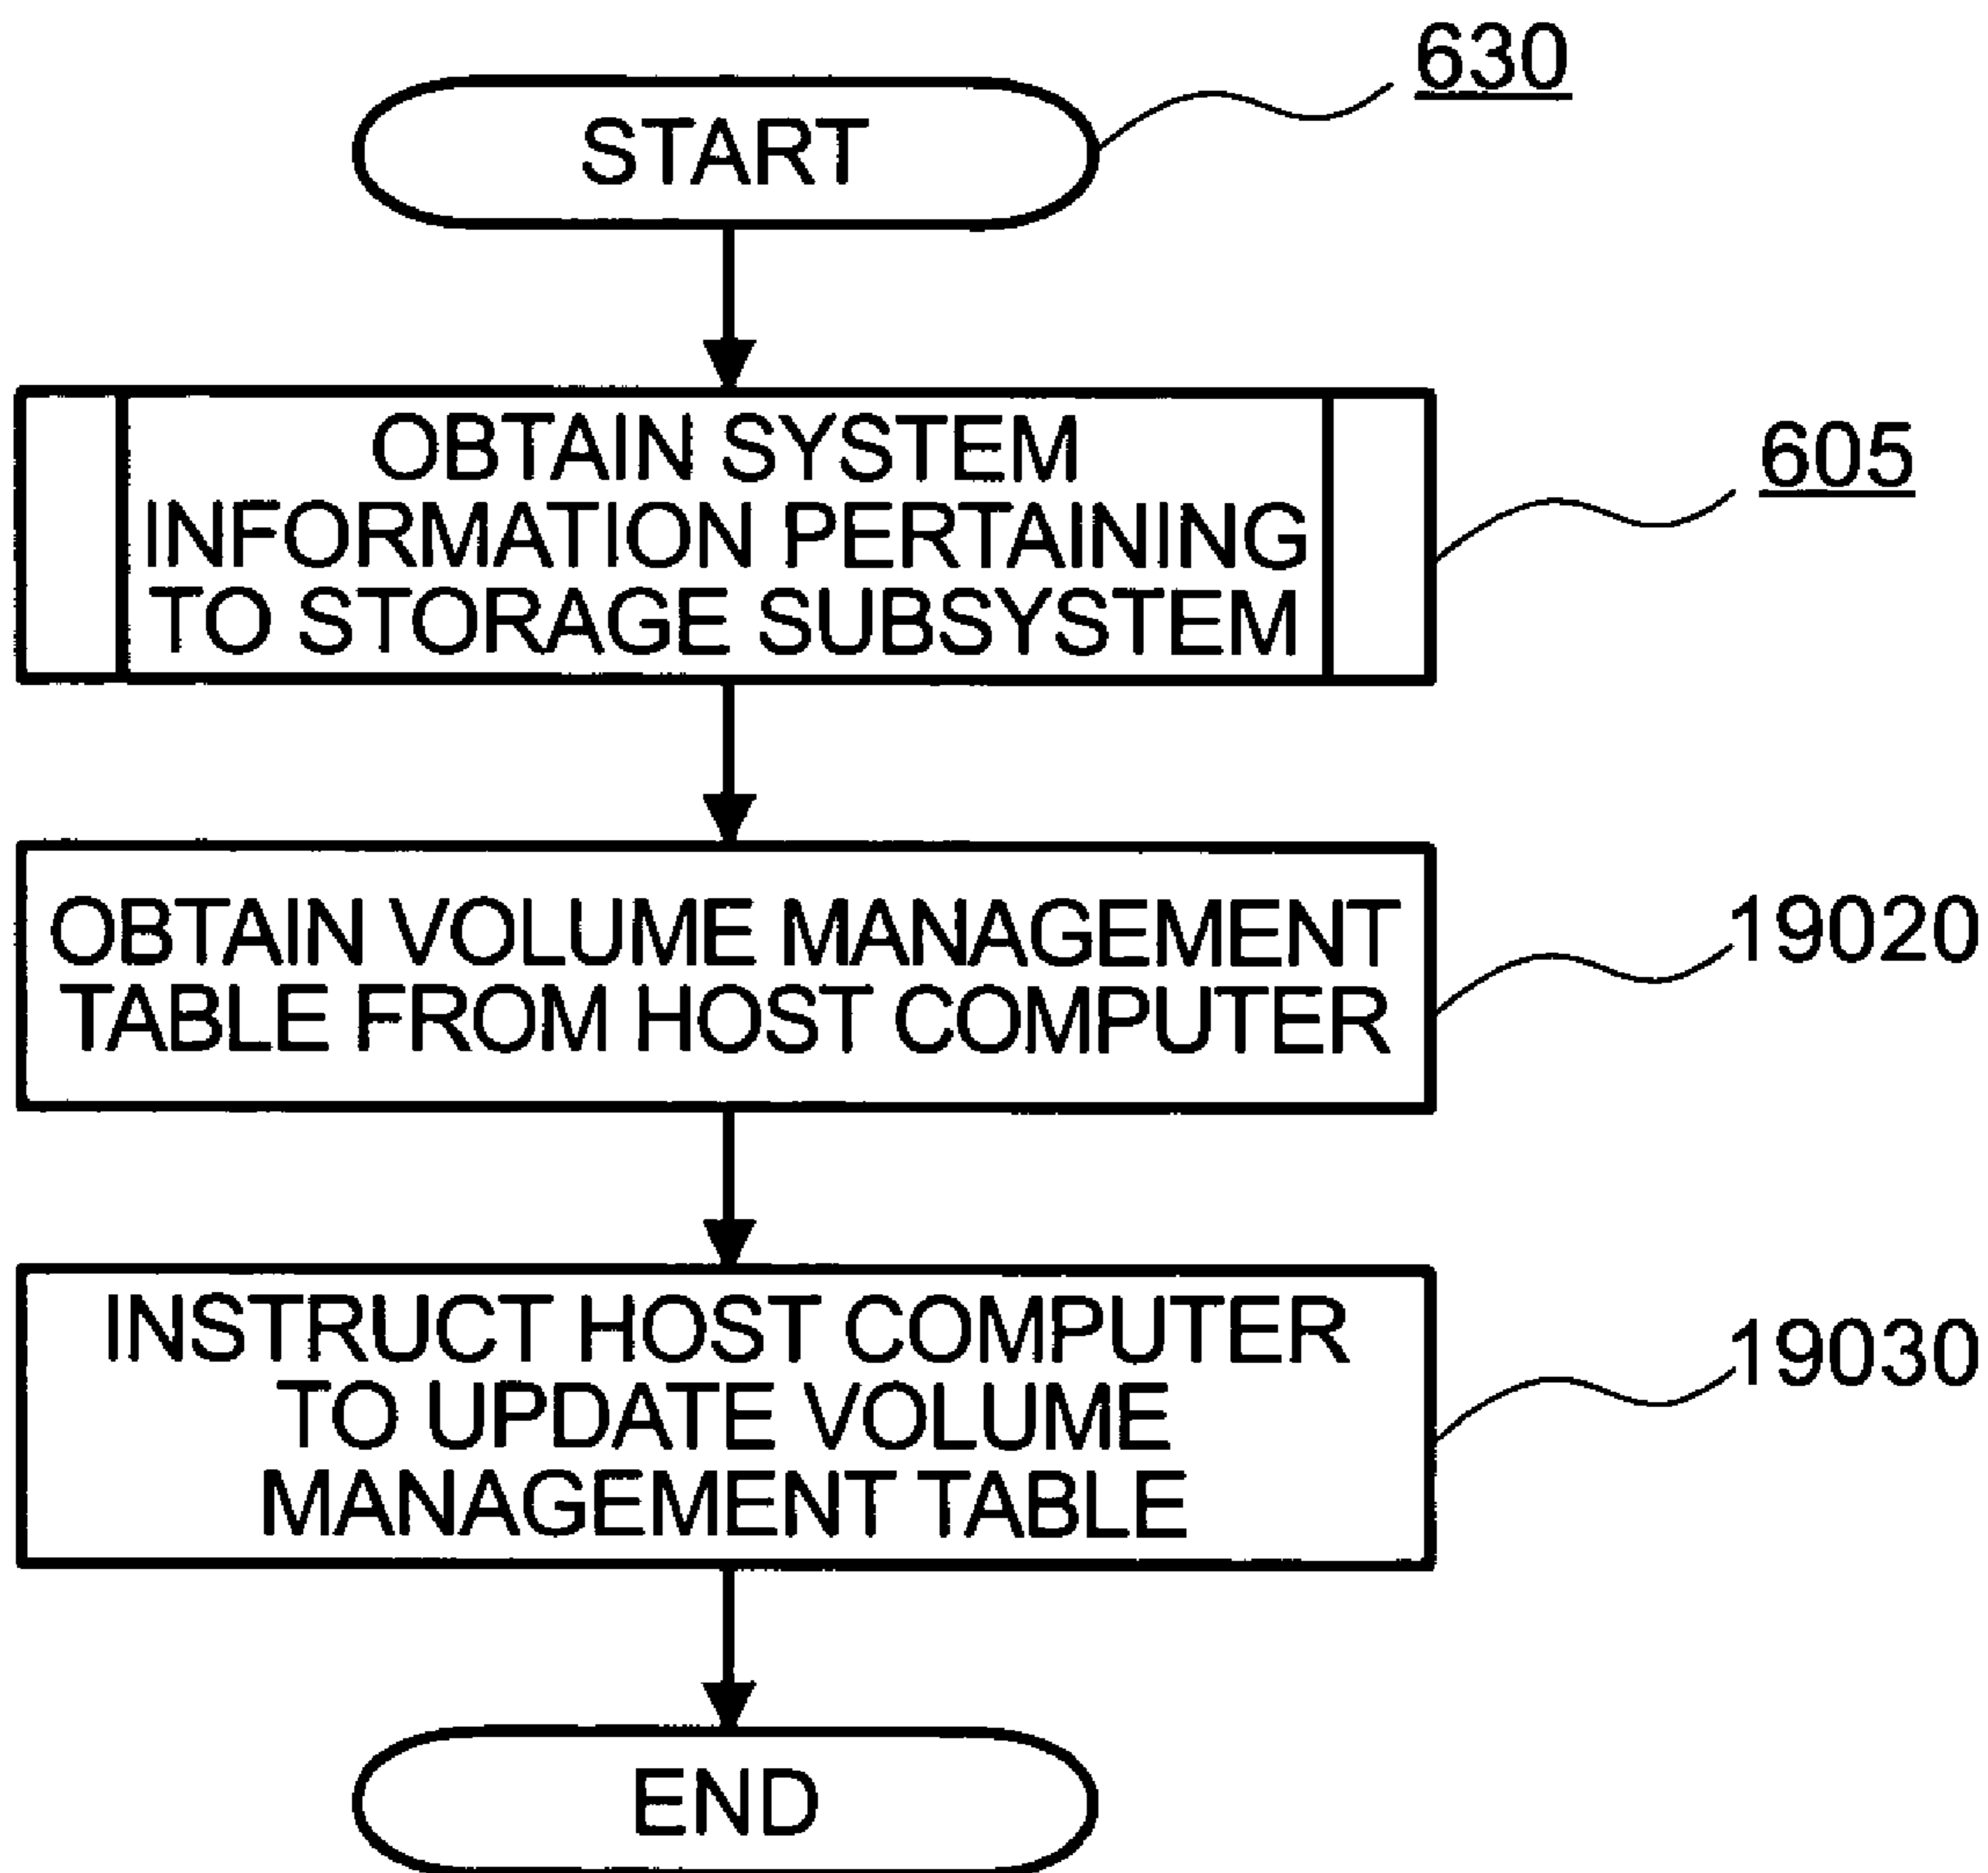 630
START
OBTAIN SYSTEM
INFORMATION PERTAINING
TO STORAGE SUBSYSTEM
605
OBTAIN VOLUME MANAGEMENT
TABLE FROM HOST COMPUTER
19020
INSTRUCT HOST COMPUTER
TO UPDATE VOLUME
MANAGEMENT TABLE
19030
END